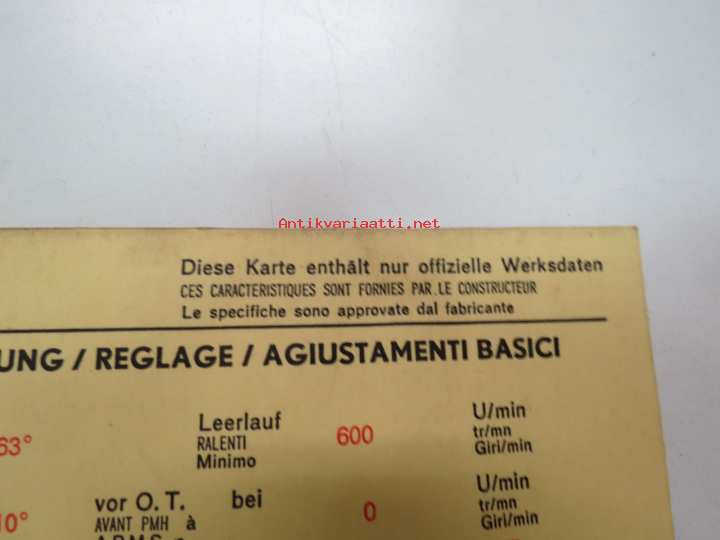 Antikvariaatti.net
Diese Karte enthält nur offizielle Werksdaten
CES CARACTERISTIQUES SONT FORNIES PAR LE CONSTRUCTEUR
Le specifiche sono approvate dal fabricante
UNG / REGLAGE / AGIUSTAMENTI BASICI
63° Leerlauf 600 U/min
RALENTI tr/mn
Minimo Giri/min
10° vor O. T. bei 0 U/min
AVANT PMH à tr/mn
Giri/min